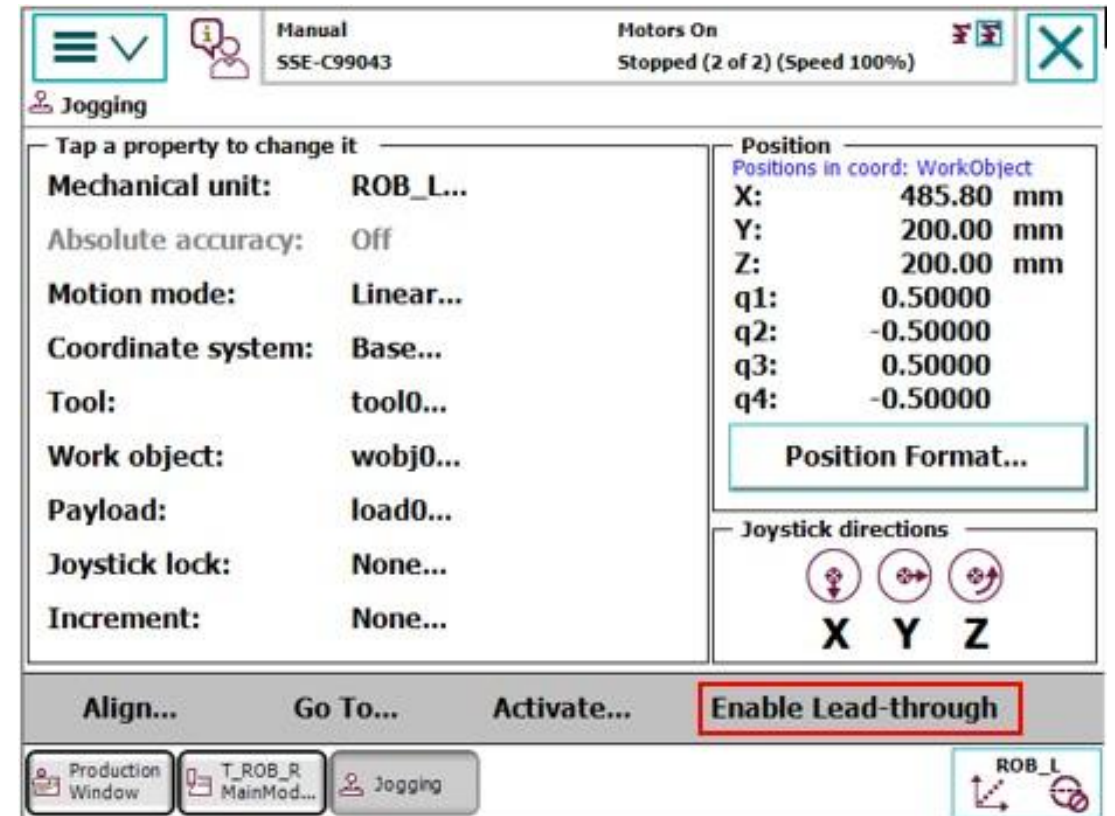 Manual
SSE-C99043
Motors On
Stopped (2 of 2) (Speed 100%)
Jogging
Tap a property to change it
Mechanical unit: ROB_L...
Absolute accuracy: Off
Motion mode: Linear...
Coordinate system: Base...
Tool: tool0...
Work object: wobj0...
Payload: load0...
Joystick lock: None...
Increment: None...
Position
Positions in coord: WorkObject
X: 485.80 mm
Y: 200.00 mm
Z: 200.00 mm
q1: 0.50000
q2: -0.50000
q3: 0.50000
q4: -0.50000
Position Format...
Joystick directions
X Y Z
Align... Go To... Activate... Enable Lead-through
Production
Window
T_ROB_R
MainMod...
Jogging
ROB_L